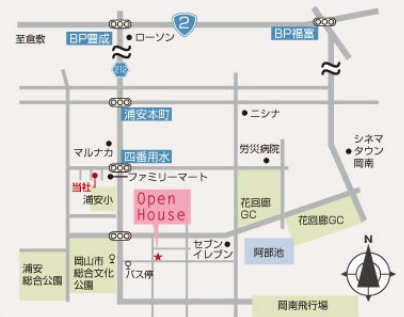 2
至倉敷
BP豊成
ローソン
BP福富
212
浦安本町
ニシナ
マルナカ
四番用水
労災病院
シネマ
タウン
岡南
当社
ファミリーマート
浦安小
Open
House
花回廊
GC
花回廊GC
セブン
イレブン
阿部池
N
浦安
総合公園
岡山市
総合文化
公園
バス停
岡南飛行場